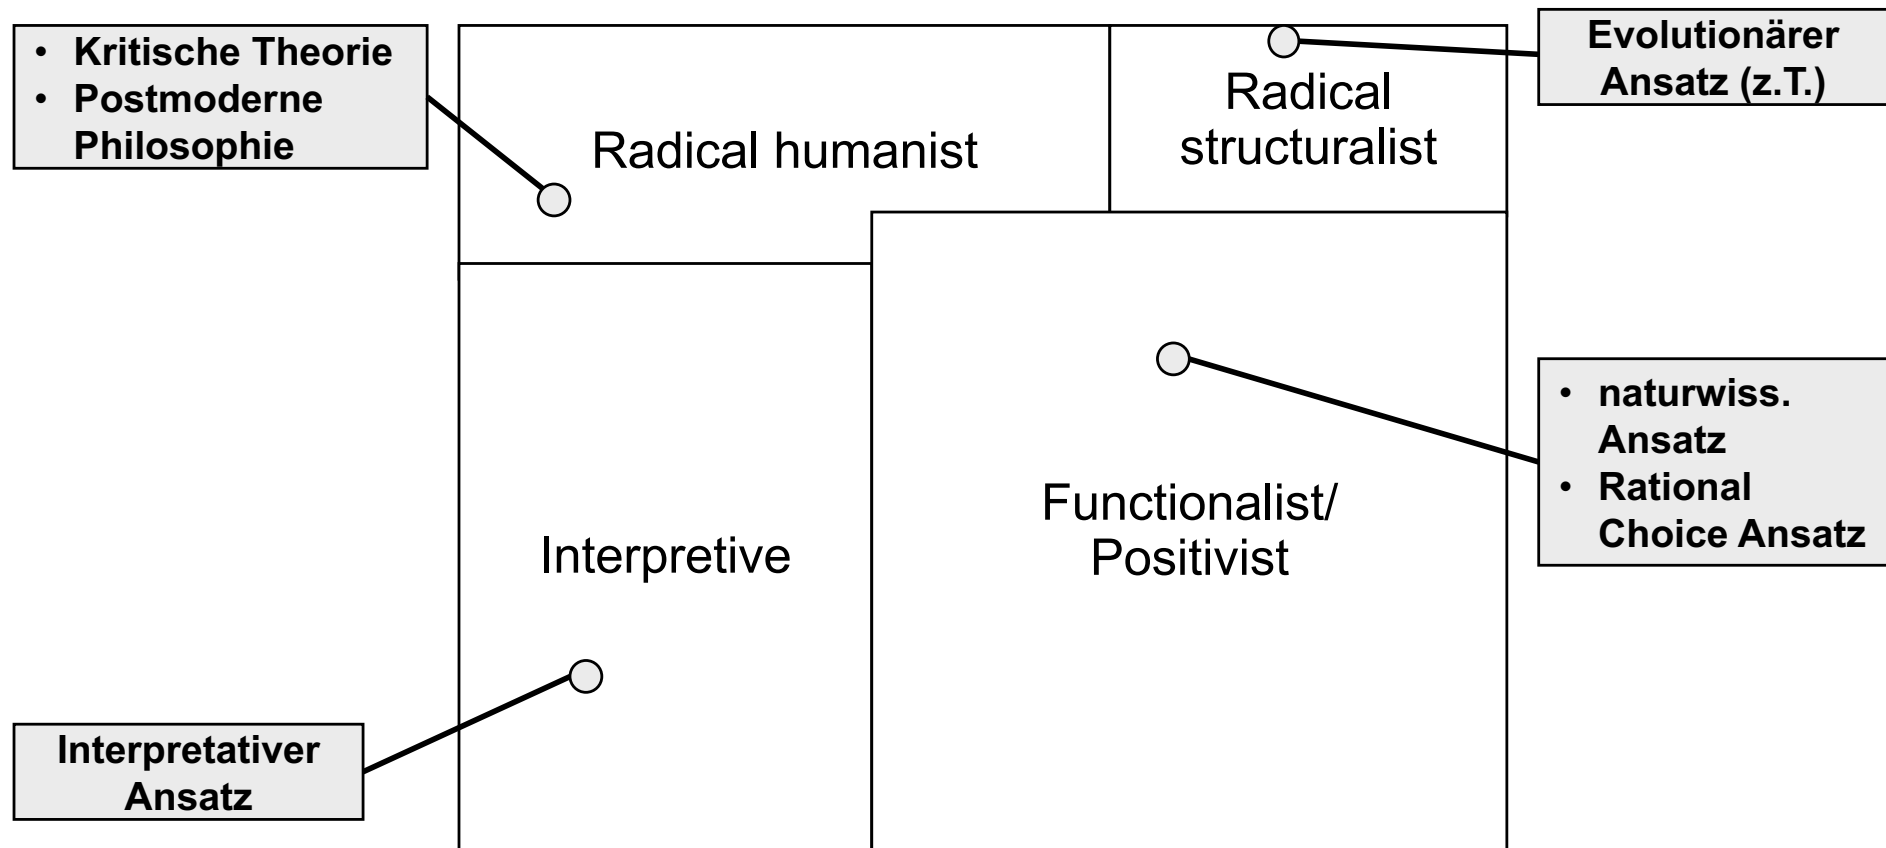 • Kritische Theorie
• Postmoderne
Philosophie
Radical humanist
Radical
structuralist
Evolutionärer
Ansatz (z.T.)
Interpretive
Functionalist/
Positivist
• naturwiss.
Ansatz
• Rational
Choice Ansatz
Interpretativer
Ansatz